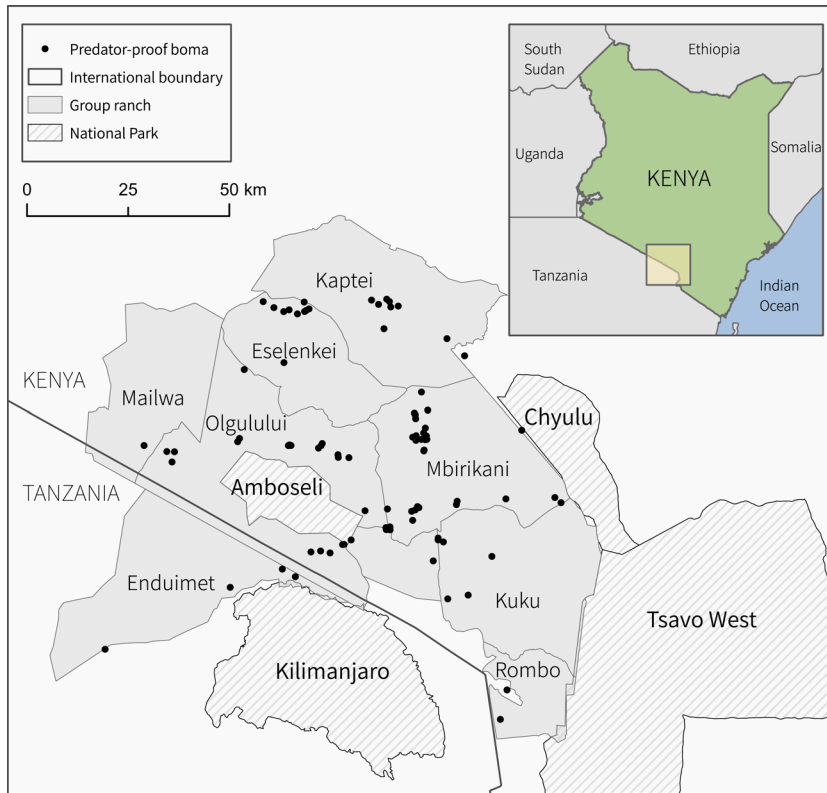 Predator-proof boma
International boundary
Group ranch
National Park
0 25 50 km
South
Sudan
Ethiopia
Uganda
Somalia
KENYA
Tanzania
Indian
Ocean
Kaptei
Eselenkei
KENYA
Mailwa
Olgululului
Chyulu
Mbirikani
TANZANIA
Amboseli
Enduimet
Kuku
Tsavo West
Kilimanjaro
Rombo